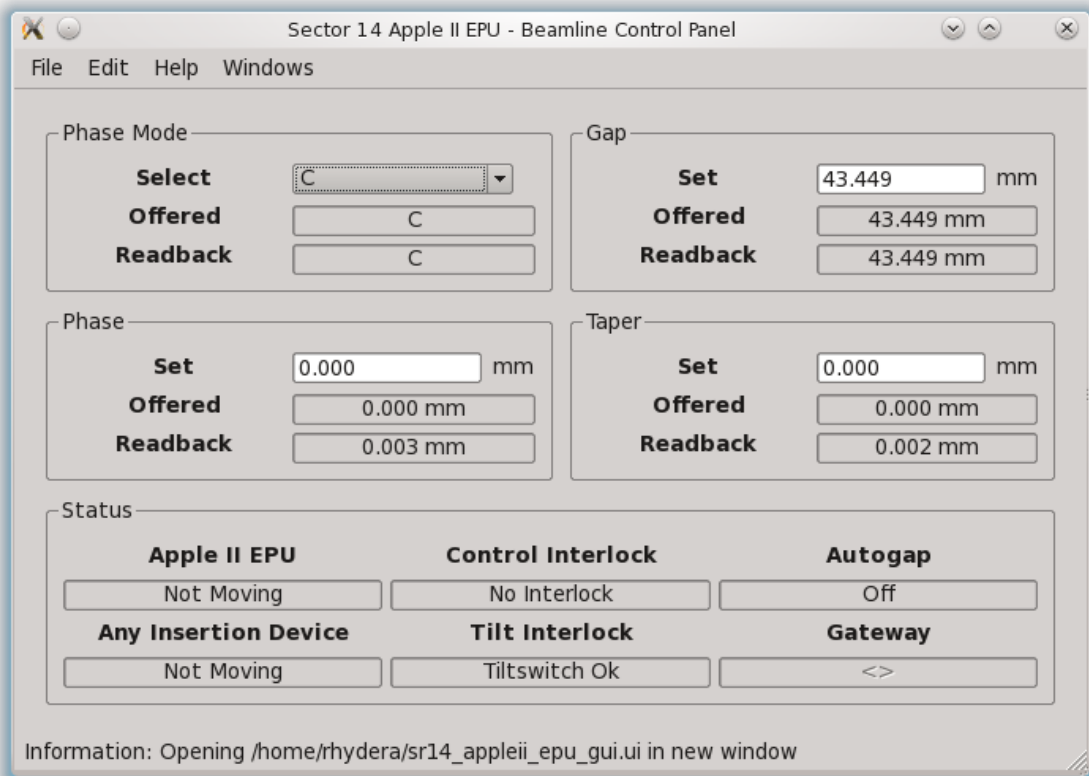 Sector 14 Apple II EPU - Beamline Control Panel
File Edit Help Windows
Phase Mode
Select C
Offered C
Readback C
Gap
Set 43.449 mm
Offered 43.449 mm
Readback 43.449 mm
Phase
Set 0.000 mm
Offered 0.000 mm
Readback 0.003 mm
Taper
Set 0.000 mm
Offered 0.000 mm
Readback 0.002 mm
Status
Apple II EPU Control Interlock Autogap
Not Moving No Interlock Off
Any Insertion Device Tilt Interlock Gateway
Not Moving Tiltswitch Ok <>
Information: Opening /home/rhydera/sr14_appleii_epu_gui.ui in new window